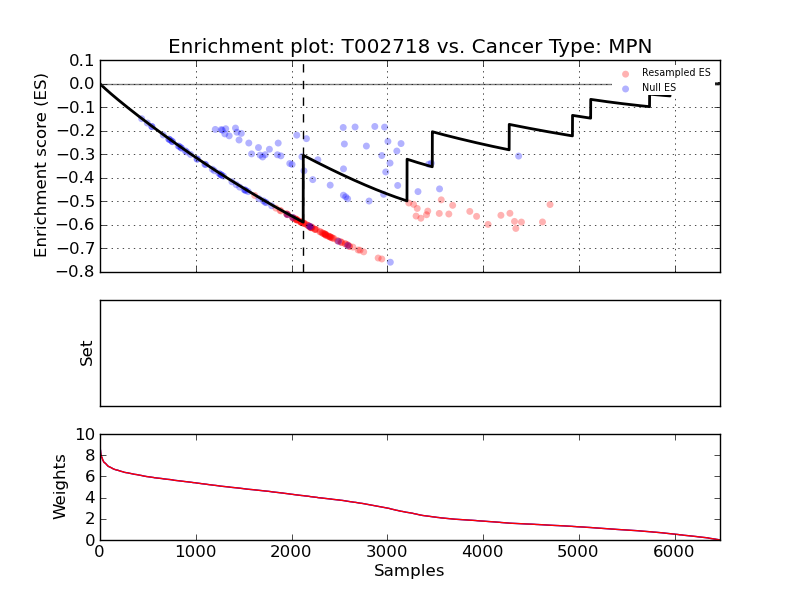 Enrichment plot: T002718 vs. Cancer Type: MPN
Enrichment score (ES)
0.1
0.0
−0.1
−0.2
−0.3
−0.4
−0.5
−0.6
−0.7
−0.8
Resampled ES
Null ES
Set
Weights
10
8
6
4
2
0
0 1000 2000 3000 4000 5000 6000
Samples